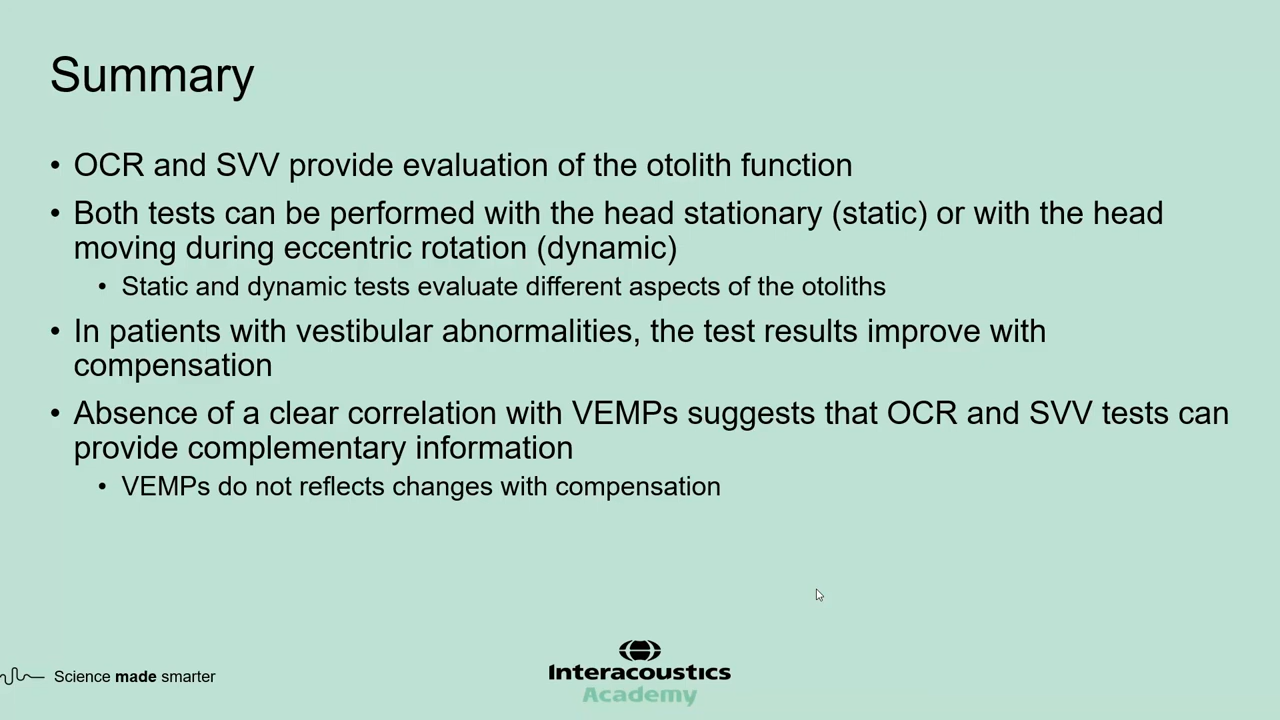 Summary
• OCR and SVV provide evaluation of the otolith function
• Both tests can be performed with the head stationary (static) or with the head
moving during eccentric rotation (dynamic)
• Static and dynamic tests evaluate different aspects of the otoliths
• In patients with vestibular abnormalities, the test results improve with
compensation
• Absence of a clear correlation with VEMPs suggests that OCR and SVV tests can
provide complementary information
• VEMPs do not reflects changes with compensation
Science made smarter
Interacoustics
Academy